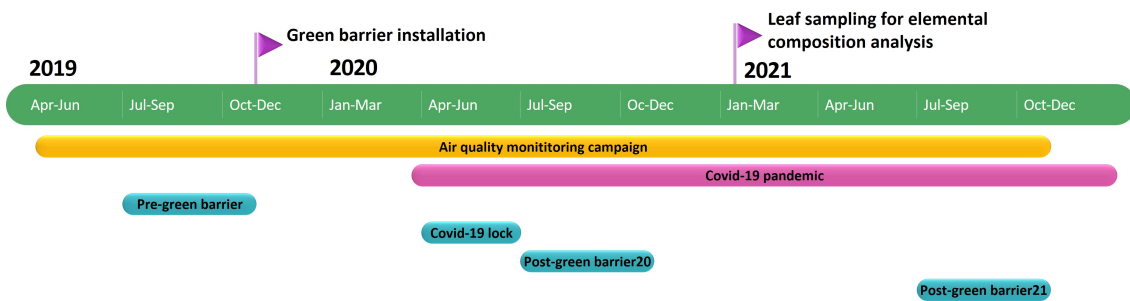 Green barrier installation
Leaf sampling for elemental
composition analysis
2019
2020
2021
Apr-Jun
Jul-Sep
Oct-Dec
Jan-Mar
Apr-Jun
Jul-Sep
Oc-Dec
Jan-Mar
Apr-Jun
Jul-Sep
Oct-Dec
Air quality monititoring campaign
Covid-19 pandemic
Pre-green barrier
Covid-19 lock
Post-green barrier20
Post-green barrier21